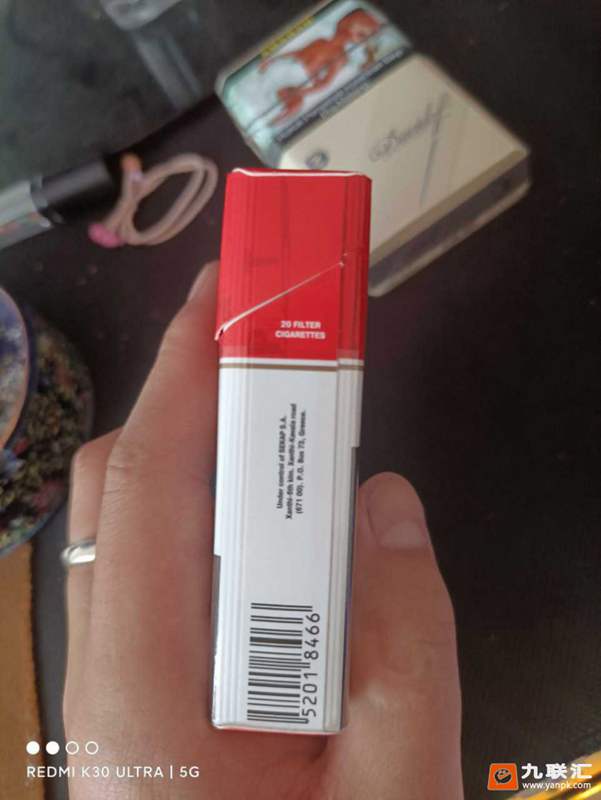 20 FILTER
CIGARETTES
Under control of SEKAP S.A.
Xanthi-6th klm. Xanthi-Kavala road
(671 00). P.O. Box 73, Greece.
5201 8466
REDMI K30 ULTRA | 5G
九联汇
www.yanpk.com